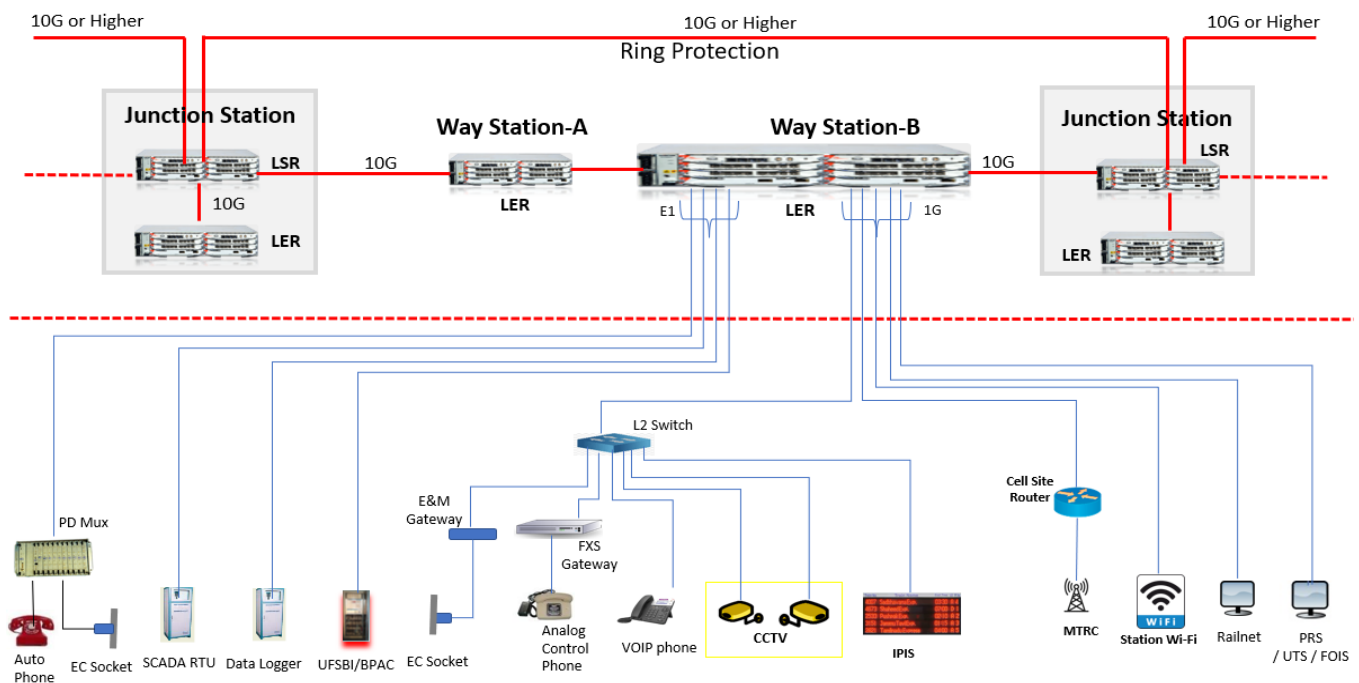 10G or Higher
10G or Higher
10G or Higher
Ring Protection
Junction Station
Way Station-A
Way Station-B
Junction Station
LSR
10G
10G
LSR
10G
LER
E1
LER
1G
LER
LER
L2 Switch
E&M
Gateway
Cell Site
Router
PD Mux
FXS
Gateway
Auto
Phone
EC Socket
SCADA RTU
Data Logger
UFSBI/BPAC
EC Socket
Analog
Control
Phone
VOIP phone
CCTV
IPIS
MTRC
WiFi
Station Wi-Fi
Railnet
PRS
/ UTS / FOIS